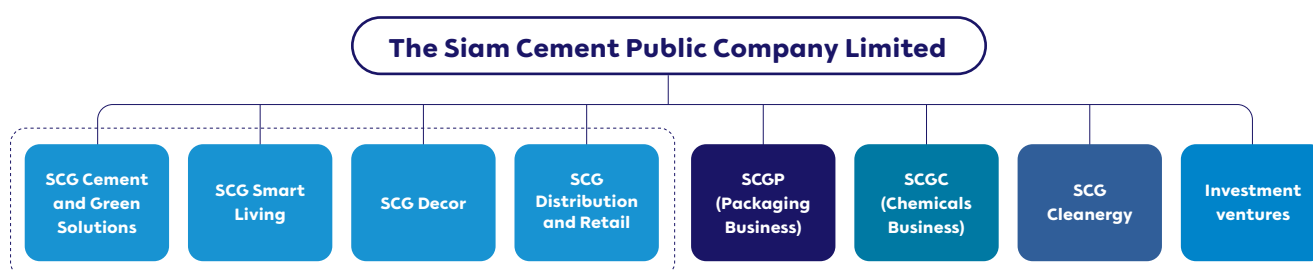 The Siam Cement Public Company Limited
SCG Cement
and Green
Solutions
SCG Smart
Living
SCG Decor
SCG
Distribution
and Retail
SCGP
(Packaging
Business)
SCGC
(Chemicals
Business)
SCG
Cleanergy
Investment
ventures